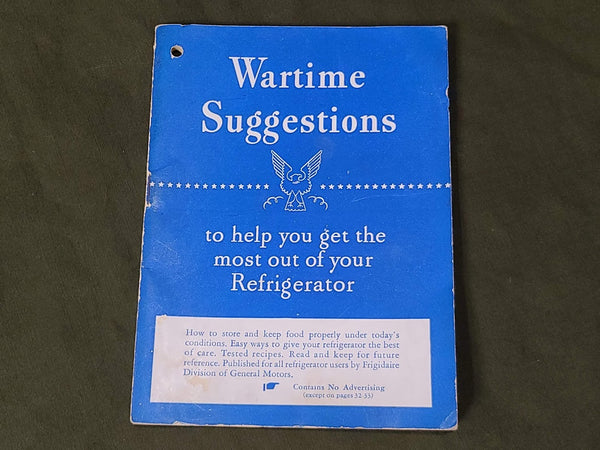 Wartime
Suggestions
to help you get the
most out of your
Refrigerator
How to store and keep food properly under today's
conditions. Easy ways to give your refrigerator the best
of care. Tested recipes. Read and keep for future
reference. Published for all refrigerator users by Frigidaire
Division of General Motors.
Contains No Advertising
(except on pages 32-33)